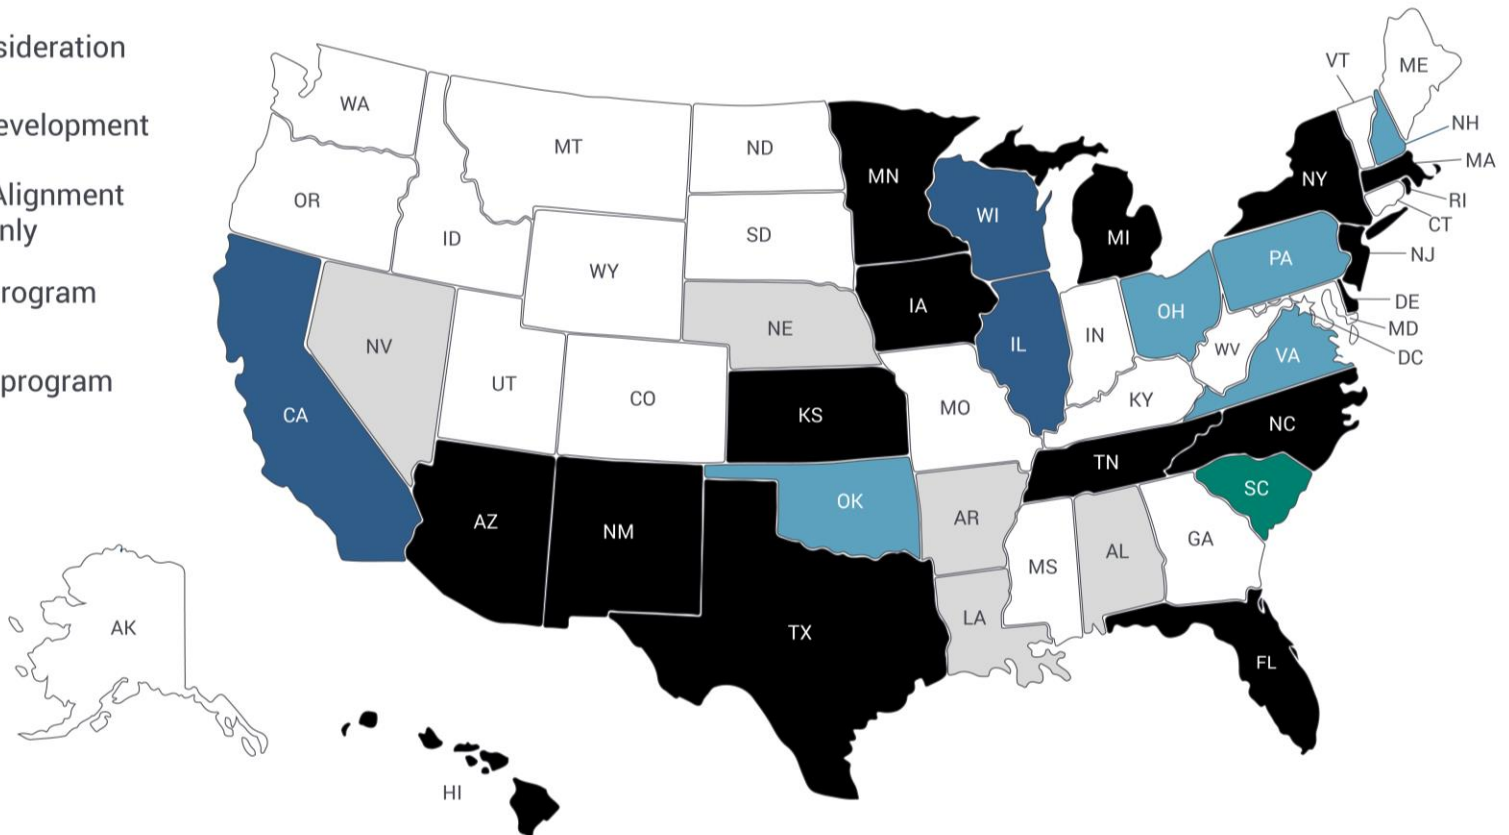 sideration
evelopment
Alignment
nly
rogram
program
WA
OR
CA
NV
ID
MT
WY
UT
CO
AZ
NM
ND
SD
NE
KS
OK
TX
MN
IA
MO
AR
LA
WI
IL
MI
IN
OH
KY
TN
MS
AL
GA
FL
SC
NC
VA
WV
PA
NY
VT
ME
NH
MA
RI
CT
NJ
DE
MD
DC
AK
HI